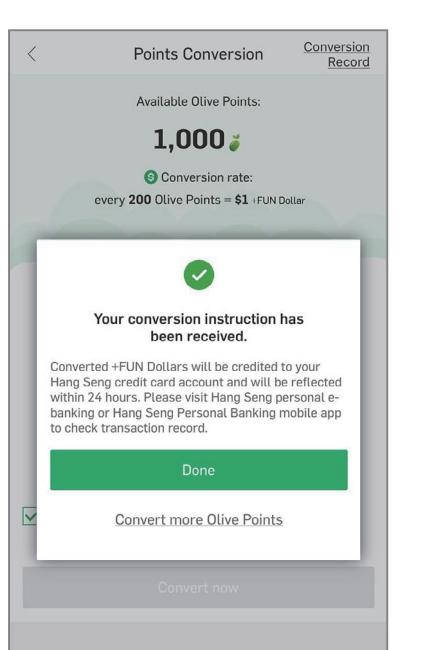 Points Conversion
Conversion
Record
Available Olive Points:
1,000
Conversion rate:
every 200 Olive Points = $1 +FUN Dollar
Your conversion instruction has
been received.
Converted +FUN Dollars will be credited to your
Hang Seng credit card account and will be reflected
within 24 hours. Please visit Hang Seng personal e-
banking or Hang Seng Personal Banking mobile app
to check transaction record.
Done
Convert more Olive Points
Convert now